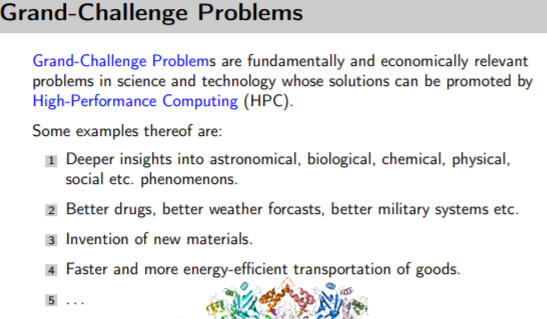 Grand-Challenge Problems
Grand-Challenge Problems are fundamentally and economically relevant
problems in science and technology whose solutions can be promoted by
High-Performance Computing (HPC).
Some examples thereof are:
1 Deeper insights into astronomical, biological, chemical, physical,
social etc. phenomenons.
2 Better drugs, better weather forcasts, better military systems etc.
3 Invention of new materials.
4 Faster and more energy-efficient transportation of goods.
5 ...